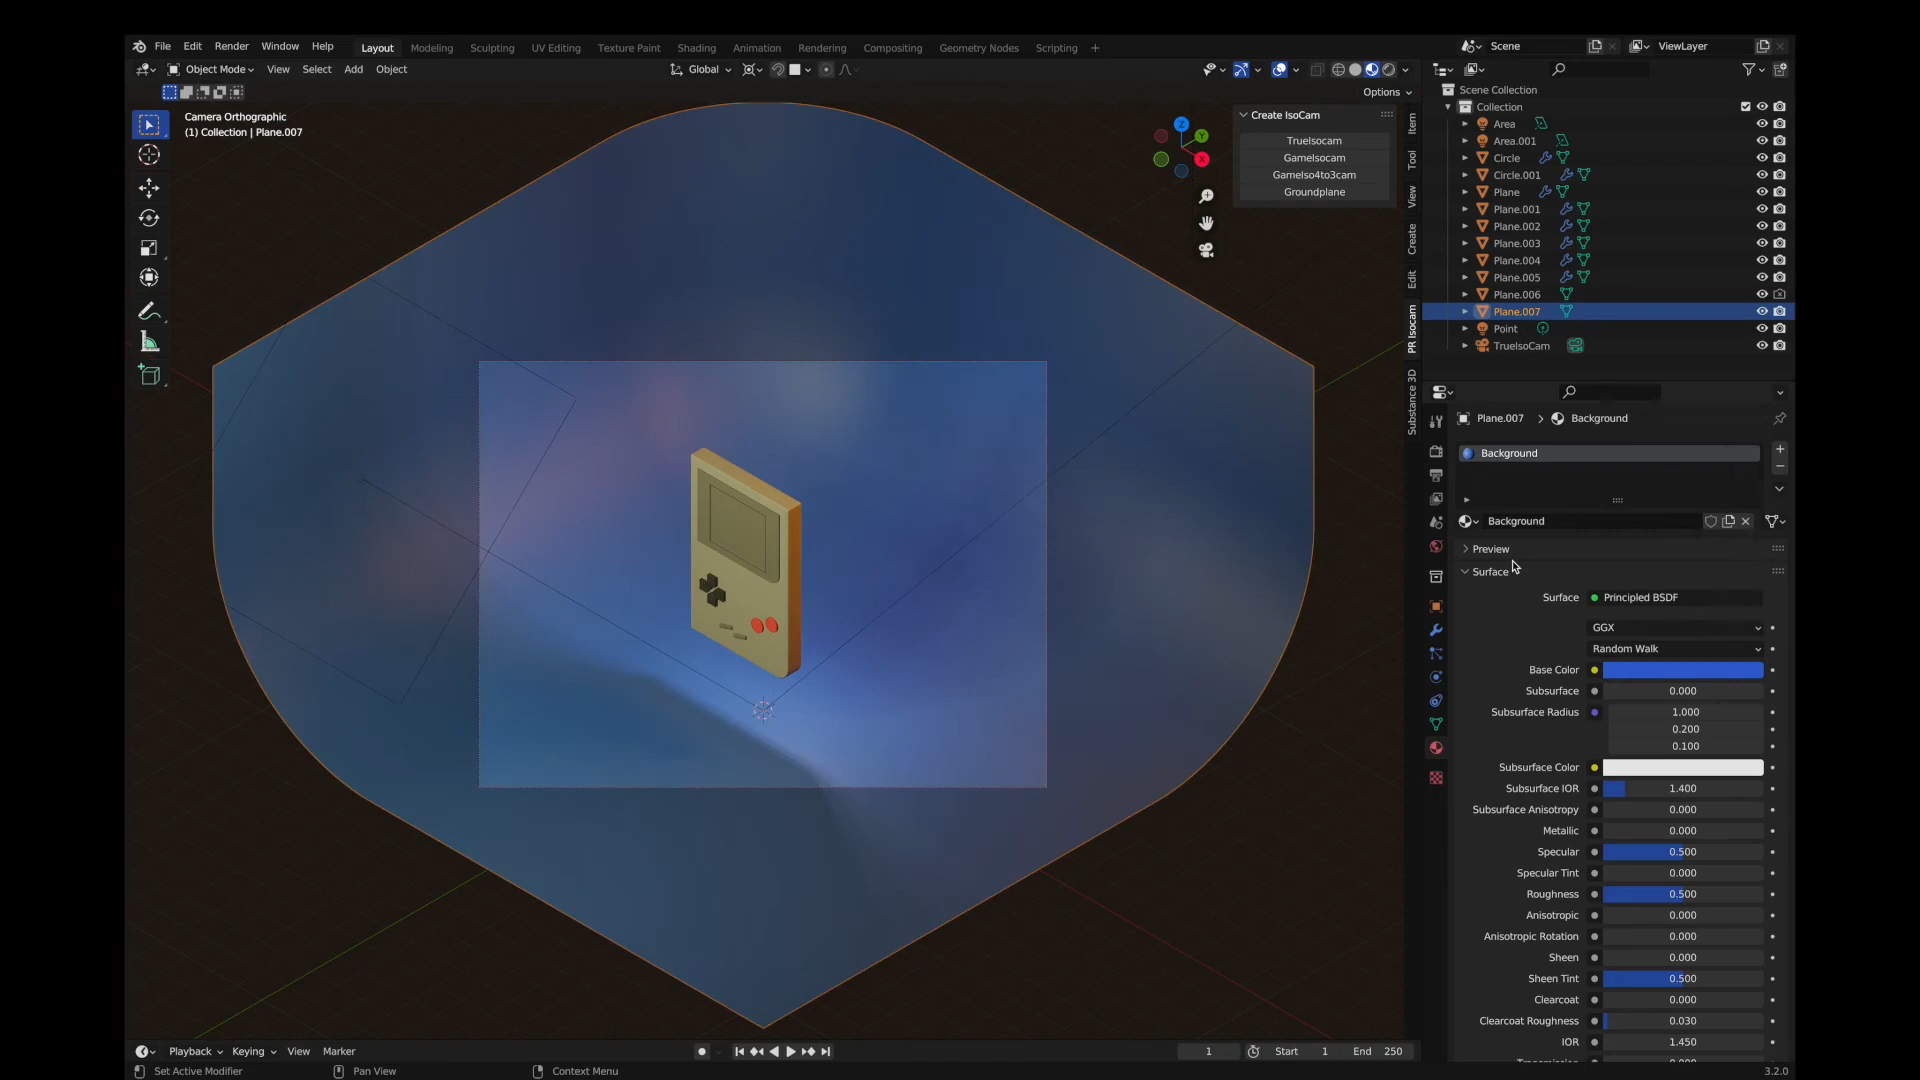 File Edit Render Window Help Layout Modeling Sculpting UV Editing Texture Paint Shading Animation Rendering Compositing Geometry Nodes Scripting + Scene ViewLayer
Object Mode View Select Add Object Global
Options
Camera Orthographic
(1) Collection | Plane.007
Create IsoCam
TrueIsocam
GameIsocam
GameIso4to3cam
Groundplane
Z
Y
X
Item
Tool
View
Create
Edit
PR Isocam
Substance 3D
Scene Collection
Collection
Area
Area.001
Circle
Circle.001
Plane
Plane.001
Plane.002
Plane.003
Plane.004
Plane.005
Plane.006
Plane.007
Point
TrueIsoCam
Plane.007 > Background
Background
Background
Preview
Surface
Surface Principled BSDF
GGX
Random Walk
Base Color
Subsurface 0.000
Subsurface Radius 1.000
0.200
0.100
Subsurface Color
Subsurface IOR 1.400
Subsurface Anisotropy 0.000
Metallic 0.000
Specular 0.500
Specular Tint 0.000
Roughness 0.500
Anisotropic 0.000
Anisotropic Rotation 0.000
Sheen 0.000
Sheen Tint 0.500
Clearcoat 0.000
Clearcoat Roughness 0.030
IOR 1.450
Playback Keying View Marker 1 Start 1 End 250
Set Active Modifier Pan View Context Menu 3.2.0